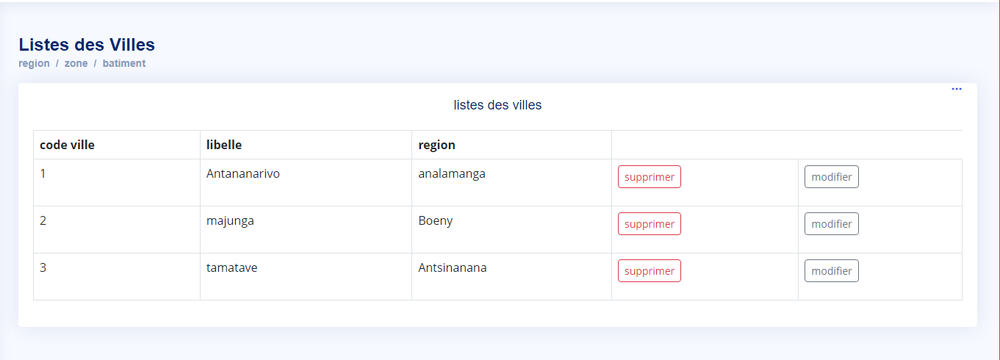 Listes des Villes
region / zone / batiment
...
listes des villes
code ville libelle region
1 Antananarivo analamanga supprimer modifier
2 majunga Boeny supprimer modifier
3 tamatave Antsinanana supprimer modifier